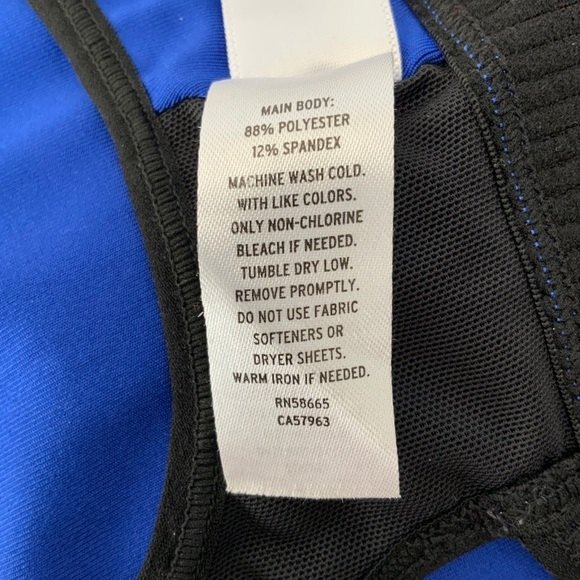 MAIN BODY:
88% POLYESTER
12% SPANDEX
MACHINE WASH COLD.
WITH LIKE COLORS.
ONLY NON-CHLORINE
BLEACH IF NEEDED.
TUMBLE DRY LOW.
REMOVE PROMPTLY.
DO NOT USE FABRIC
SOFTENERS OR
DRYER SHEETS.
WARM IRON IF NEEDED.
RN58665
CA57963